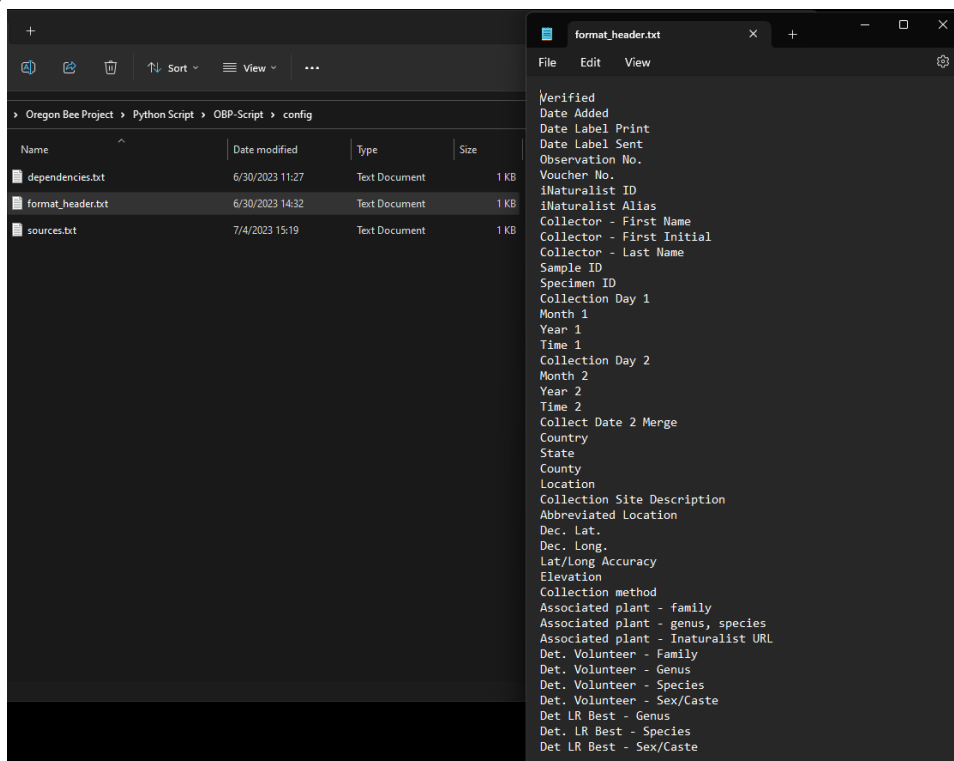 Sort
View
Oregon Bee Project > Python Script > OBP-Script > config
Name Date modified Type Size
dependencies.txt 6/30/2023 11:27 Text Document 1 KB
format_header.txt 6/30/2023 14:32 Text Document 1 KB
sources.txt 7/4/2023 15:19 Text Document 1 KB
format_header.txt
File Edit View
Verified
Date Added
Date Label Print
Date Label Sent
Observation No.
Voucher No.
iNaturalist ID
iNaturalist Alias
Collector - First Name
Collector - First Initial
Collector - Last Name
Sample ID
Specimen ID
Collection Day 1
Month 1
Year 1
Time 1
Collection Day 2
Month 2
Year 2
Time 2
Collect Date 2 Merge
Country
State
County
Location
Collection Site Description
Abbreviated Location
Dec. Lat.
Dec. Long.
Lat/Long Accuracy
Elevation
Collection method
Associated plant - family
Associated plant - genus, species
Associated plant - Inaturalist URL
Det. Volunteer - Family
Det. Volunteer - Genus
Det. Volunteer - Species
Det. Volunteer - Sex/Caste
Det LR Best - Genus
Det. LR Best - Species
Det LR Best - Sex/Caste